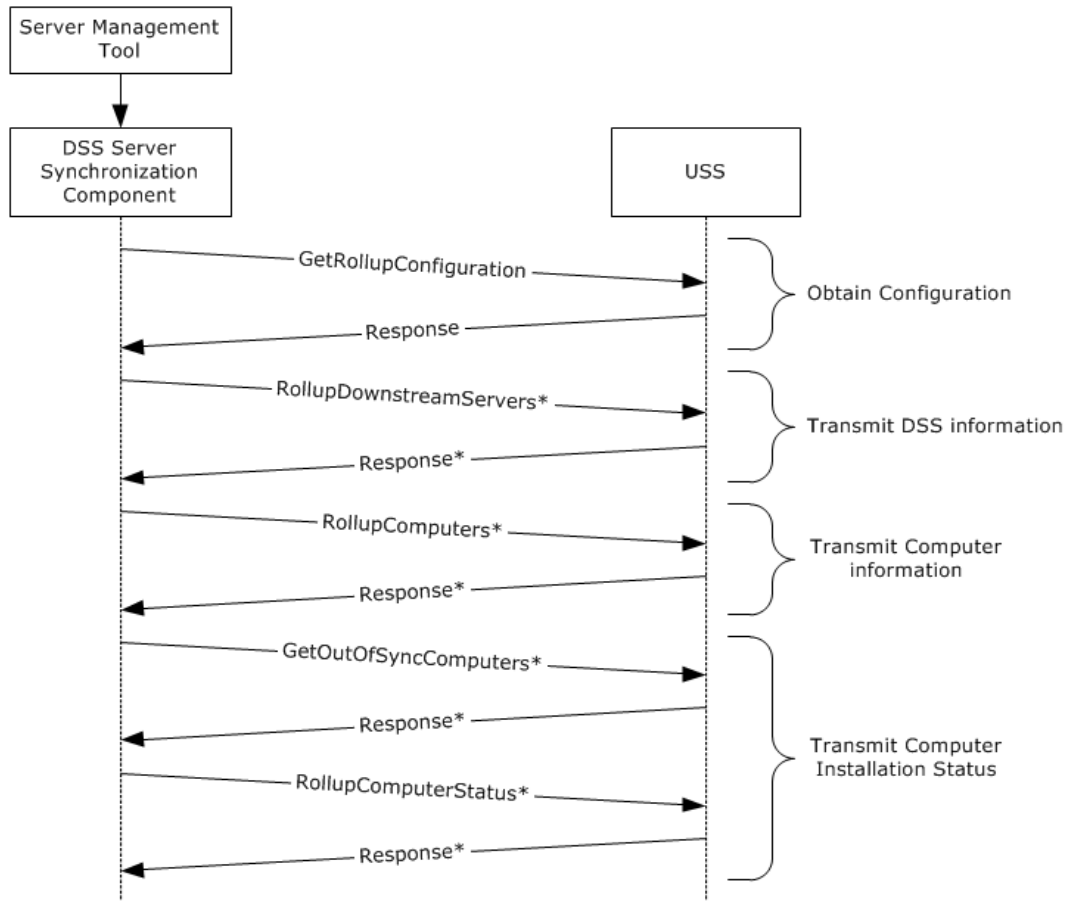 Server Management
Tool
DSS Server
Synchronization
Component
USS
GetRollupConfiguration
Obtain Configuration
Response
RollupDownstreamServers*
Transmit DSS information
Response*
RollupComputers*
Transmit Computer
information
Response*
GetOutOfSyncComputers*
Response*
Transmit Computer
Installation Status
RollupComputerStatus*
Response*